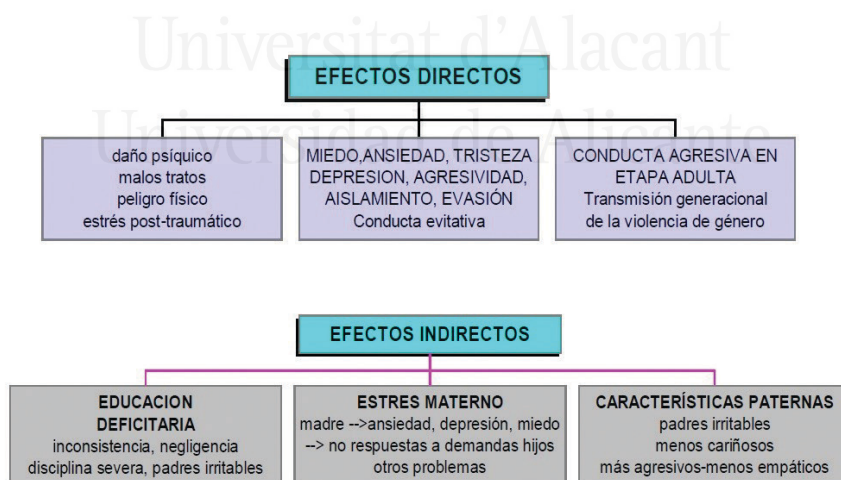 Universitat d'Alacant
EFECTOS DIRECTOS
Universidad de Alicante
daño psíquico
malos tratos
peligro físico
estrés post-traumático
MIEDO,ANSIEDAD, TRISTEZA
DEPRESION, AGRESIVIDAD,
AISLAMIENTO, EVASIÓN
Conducta evitativa
CONDUCTA AGRESIVA EN
ETAPA ADULTA
Transmisión generacional
de la violencia de género
EFECTOS INDIRECTOS
EDUCACION
DEFICITARIA
inconsistencia, negligencia
disciplina severa, padres irritables
ESTRES MATERNO
madre -->ansiedad, depresión, miedo
--> no respuestas a demandas hijos
otros problemas
CARACTERÍSTICAS PATERNAS
padres irritables
menos cariñosos
más agresivos-menos empáticos